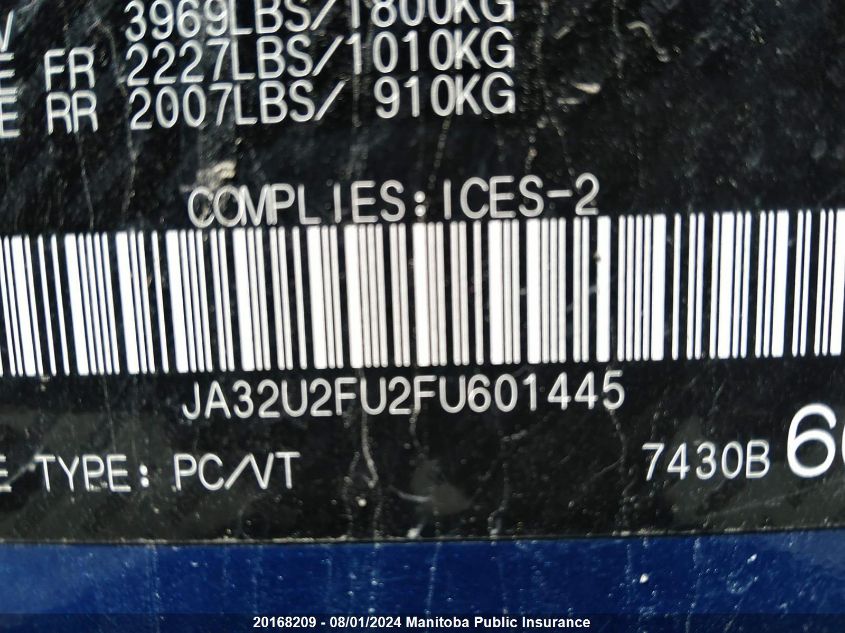 3969LBS/1800KG
FR 2227LBS/1010KG
RR 2007LBS/ 910KG
COMPLIES:ICES-2
JA32U2FU2FU601445
E TYPE: PC/VT 7430B
20168209 - 08/01/2024 Manitoba Public Insurance